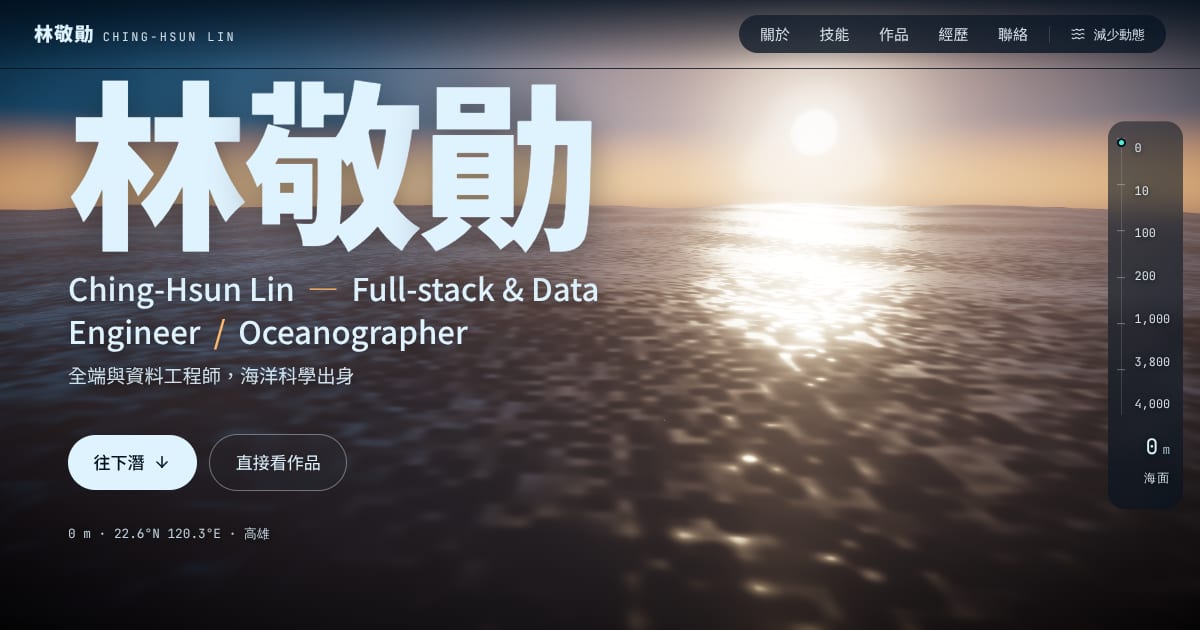 林敬勛 CHING-HSUN LIN
關於 技能 作品 經歷 聯絡 減少動態
林敬勛
Ching-Hsun Lin — Full-stack & Data
Engineer / Oceanographer
全端與資料工程師，海洋科學出身
往下潛 ↓ 直接看作品
0 m · 22.6°N 120.3°E · 高雄
0
10
100
200
1,000
3,800
4,000
0 m
海面